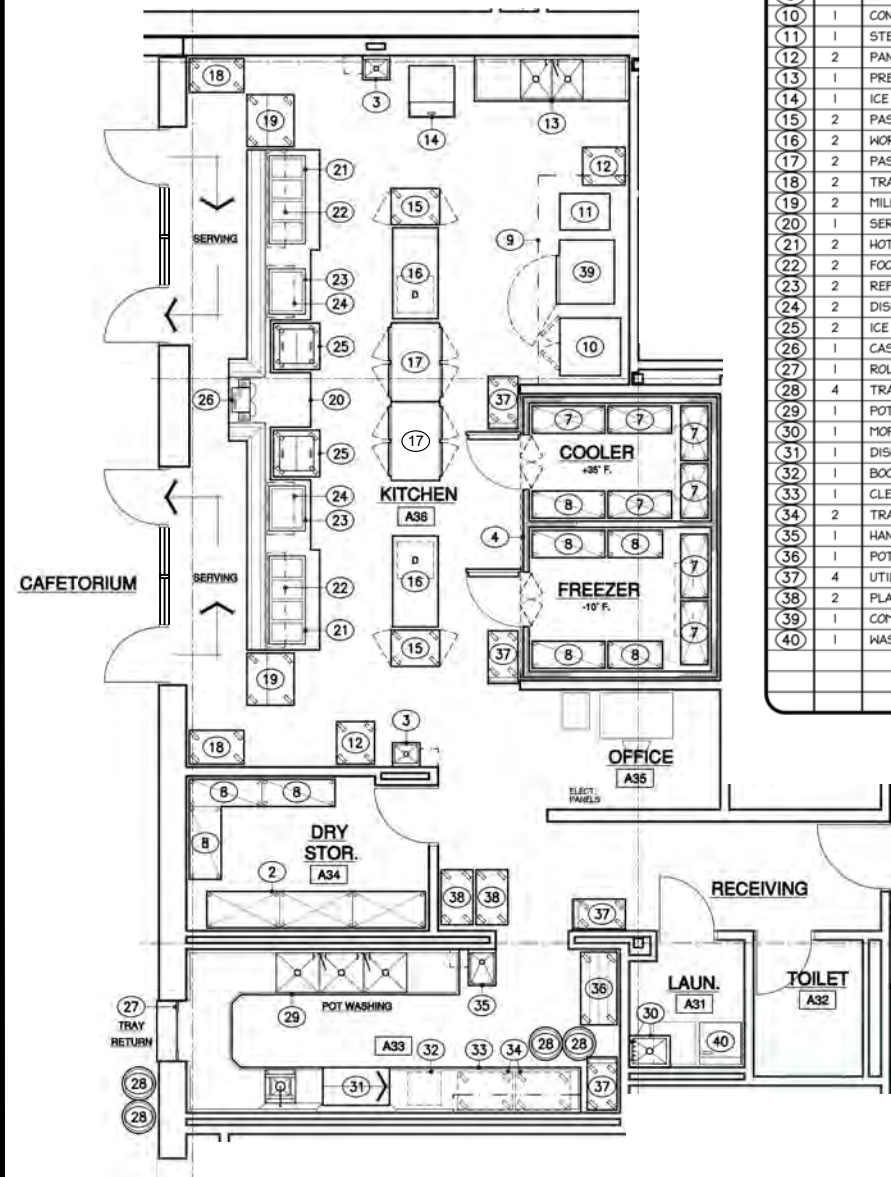 18
3
14
13
19
12
21
22
15
11
SERVING
9
16
D
39
23
24
25
17
10
26
20
37
17
7
7
7
COOLER
+35° F.
7
8
7
25
KITCHEN
A36
24
23
4
8
8
7
FREEZER
-10° F.
7
8
8
D
16
CAFETORIUM
SERVING
22
21
15
37
19
3
18
12
OFFICE
A35
ELECT.
PANELS
8
8
8
DRY
STOR.
A34
2
38
38
37
RECEIVING
LAUN.
A31
TOILET
A32
27
TRAY
RETURN
29
POT WASHING
35
36
A33
32
33
34
28
28
30
40
31
37
28
28
10 1 CON
11 1 STE
12 2 PAN
13 1 PRE
14 1 ICE
15 2 PAS
16 2 WOR
17 2 PAS
18 2 TRA
19 2 MIL
20 1 SER
21 2 HOT
22 2 FOO
23 2 REF
24 2 DIS
25 2 ICE
26 1 CAS
27 1 ROL
28 4 TRA
29 1 POT
30 1 MOP
31 1 DIS
32 1 BOO
33 1 CLE
34 2 TRA
35 1 HAN
36 1 POT
37 4 UTI
38 2 PLA
39 1 COM
40 1 WAS